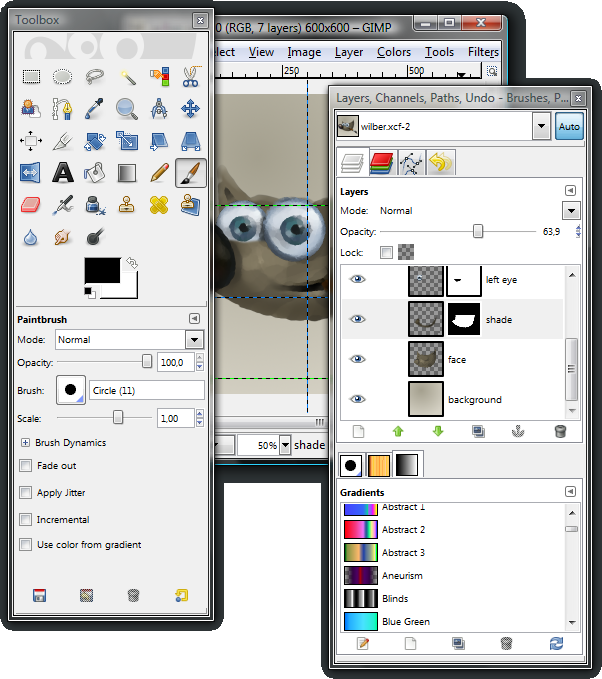 Toolbox
0 (RGB, 7 layers) 600x600 – GIMP
View Image Layer Colors Tools Filters
250 500
Layers, Channels, Paths, Undo - Brushes, P...
wilber.xcf-2
Auto
Layers
Mode: Normal
Opacity: 63,9
Lock:
left eye
shade
face
background
Paintbrush
Mode: Normal
Opacity: 100,0
Brush: Circle (11)
Scale: 1,00
Brush Dynamics
Fade out
Apply Jitter
Incremental
Use color from gradient
50% shade
Gradients
Abstract 1
Abstract 2
Abstract 3
Aneurism
Blinds
Blue Green